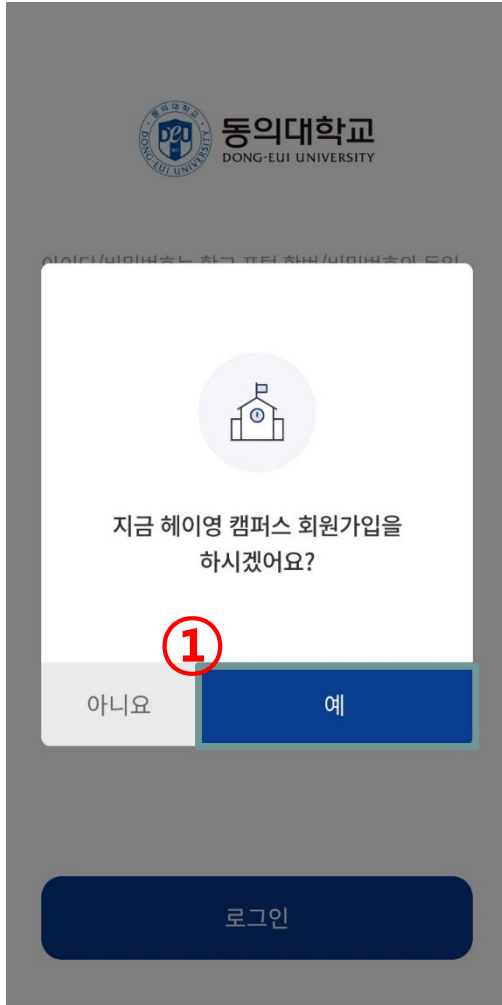 동의대학교
DONG-EUI UNIVERSITY
지금 헤이영 캠퍼스 회원가입을
하시겠어요?
①
아니요
예
로그인